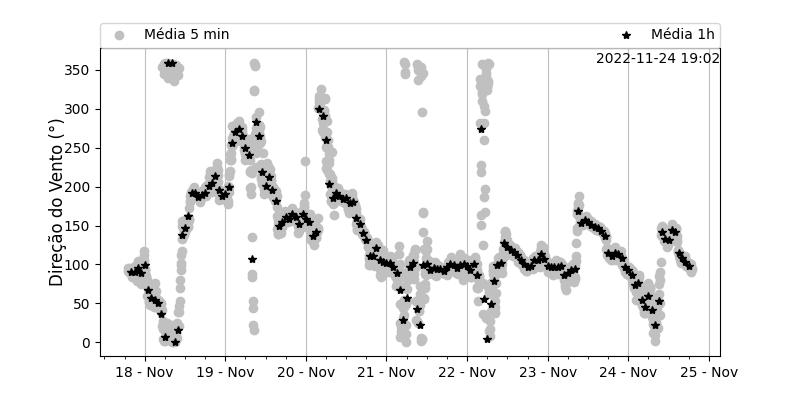 Média 5 min
Média 1h
2022-11-24 19:02
Direção do Vento (°)
350
300
250
200
150
100
50
0
18 - Nov
19 - Nov
20 - Nov
21 - Nov
22 - Nov
23 - Nov
24 - Nov
25 - Nov